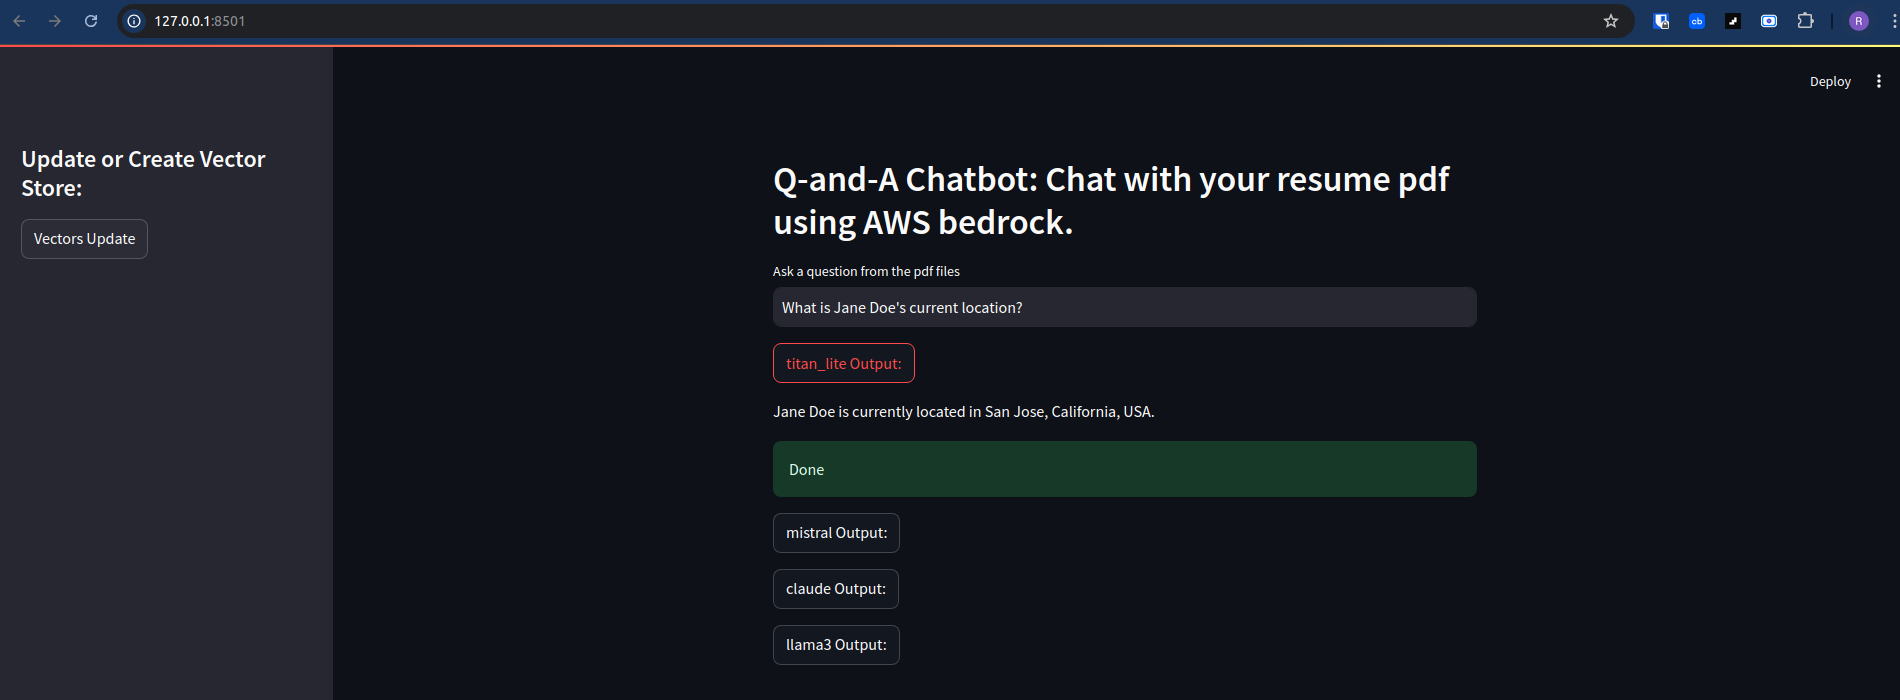 127.0.0.1:8501
cb
R
Deploy
Update or Create Vector
Store:
Vectors Update
Q-and-A Chatbot: Chat with your resume pdf
using AWS bedrock.
Ask a question from the pdf files
What is Jane Doe's current location?
titan_lite Output:
Jane Doe is currently located in San Jose, California, USA.
Done
mistral Output:
claude Output:
llama3 Output: